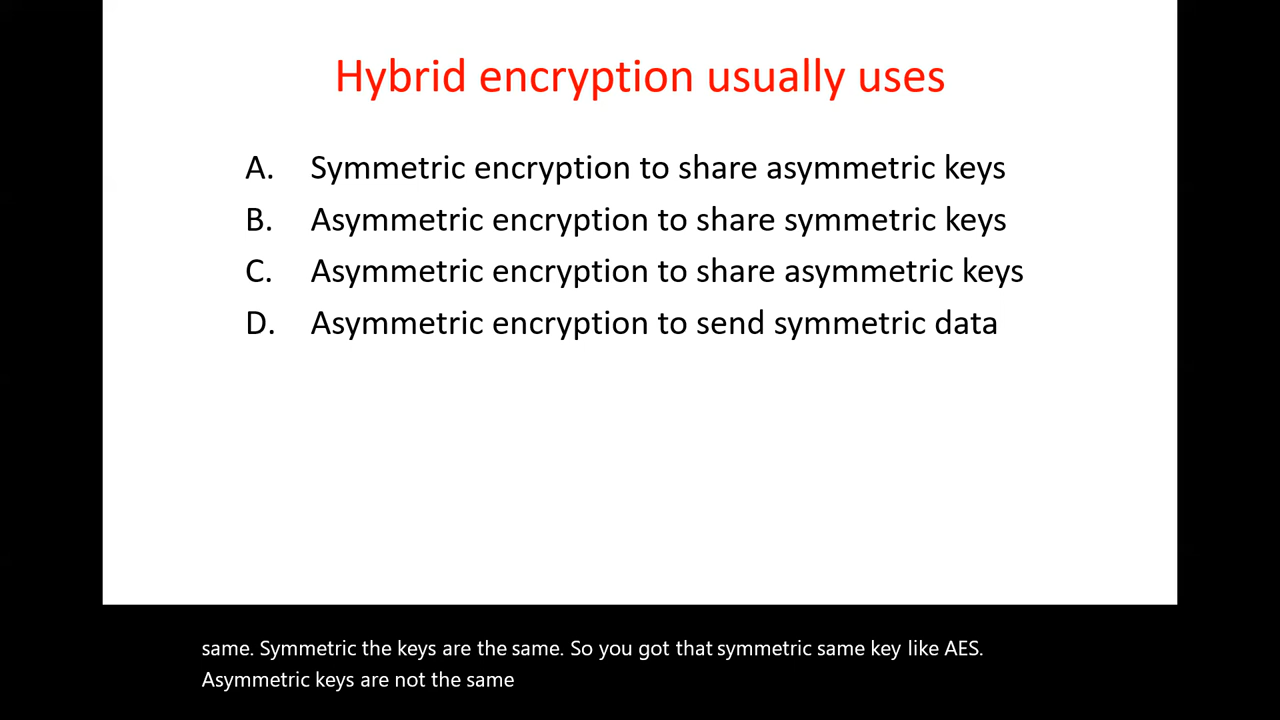 Hybrid encryption usually uses
A. Symmetric encryption to share asymmetric keys
B. Asymmetric encryption to share symmetric keys
C. Asymmetric encryption to share asymmetric keys
D. Asymmetric encryption to send symmetric data
same. Symmetric the keys are the same. So you got that symmetric same key like AES.
Asymmetric keys are not the same